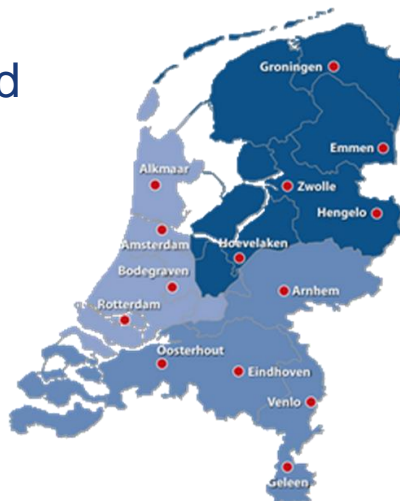 d
Groningen
Emmen
Alkmaar
Zwolle
Hengelo
Amsterdam
Hoevelaken
Bodegraven
Arnhem
Rotterdam
Oosterhout
Eindhoven
Venlo
Geleen